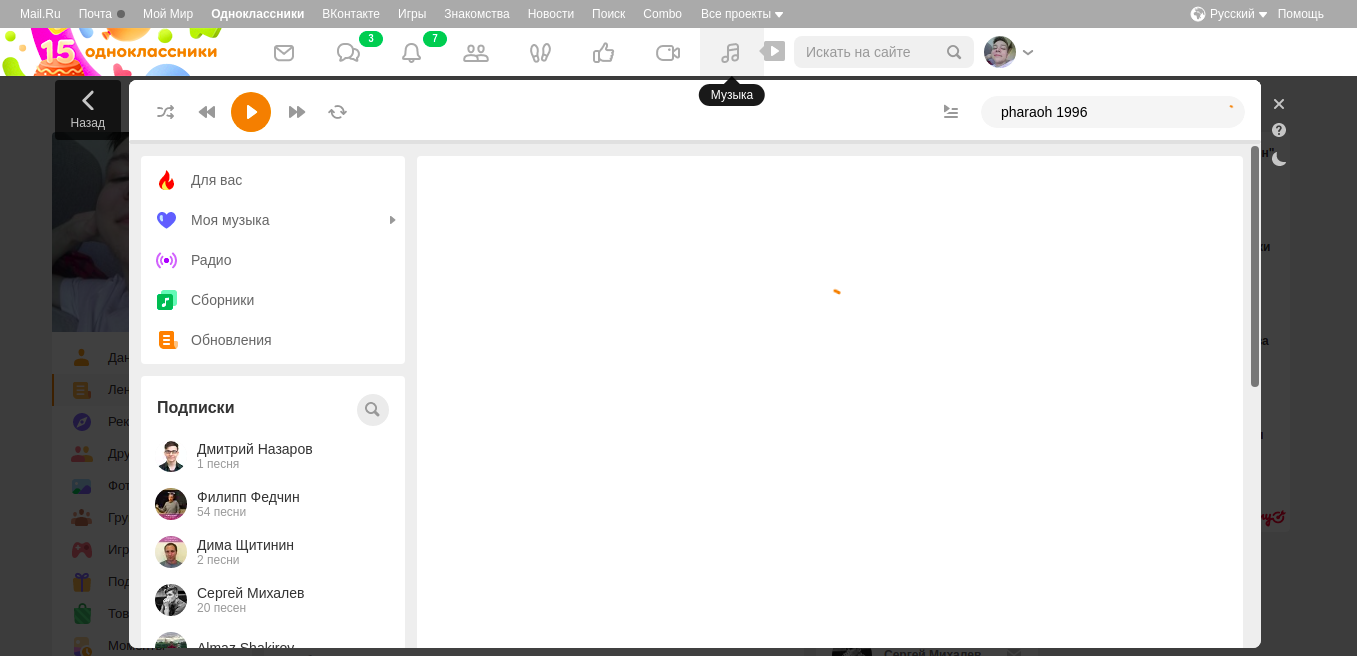 Mail.Ru Почта Мой Мир Одноклассники ВКонтакте Игры Знакомства Новости Поиск Combo Все проекты Русский Помощь
15 одноклассники 3 7 Искать на сайте
Музыка
Назад
pharaoh 1996
Для вас
Моя музыка
Радио
Сборники
Обновления
Подписки
Дмитрий Назаров
1 песня
Филипп Федчин
54 песни
Дима Щитинин
2 песни
Сергей Михалев
20 песен
Almaz Shakirov
Дан
Лен
Рек
Дру
Фот
Гру
Игр
Под
Тов
Моменты
н"
ки
за
Сергей Михалев